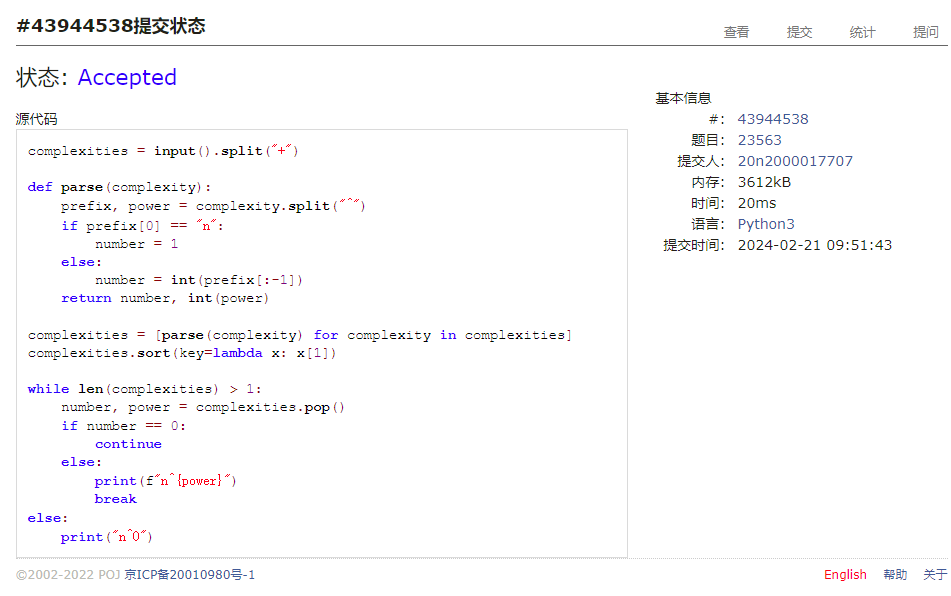 #43944538提交状态
查看 提交 统计 提问
状态: Accepted
源代码
complexities = input().split("+")
def parse(complexity):
    prefix, power = complexity.split("^")
    if prefix[0] == "n":
        number = 1
    else:
        number = int(prefix[:-1])
    return number, int(power)
complexities = [parse(complexity) for complexity in complexities]
complexities.sort(key=lambda x: x[1])
while len(complexities) > 1:
    number, power = complexities.pop()
    if number == 0:
        continue
    else:
        print(f"n^{power}")
        break
else:
    print("n^0")
基本信息
#: 43944538
题目: 23563
提交人: 20n2000017707
内存: 3612kB
时间: 20ms
语言: Python3
提交时间: 2024-02-21 09:51:43
©2002-2022 POJ 京ICP备20010980号-1
English 帮助 关于